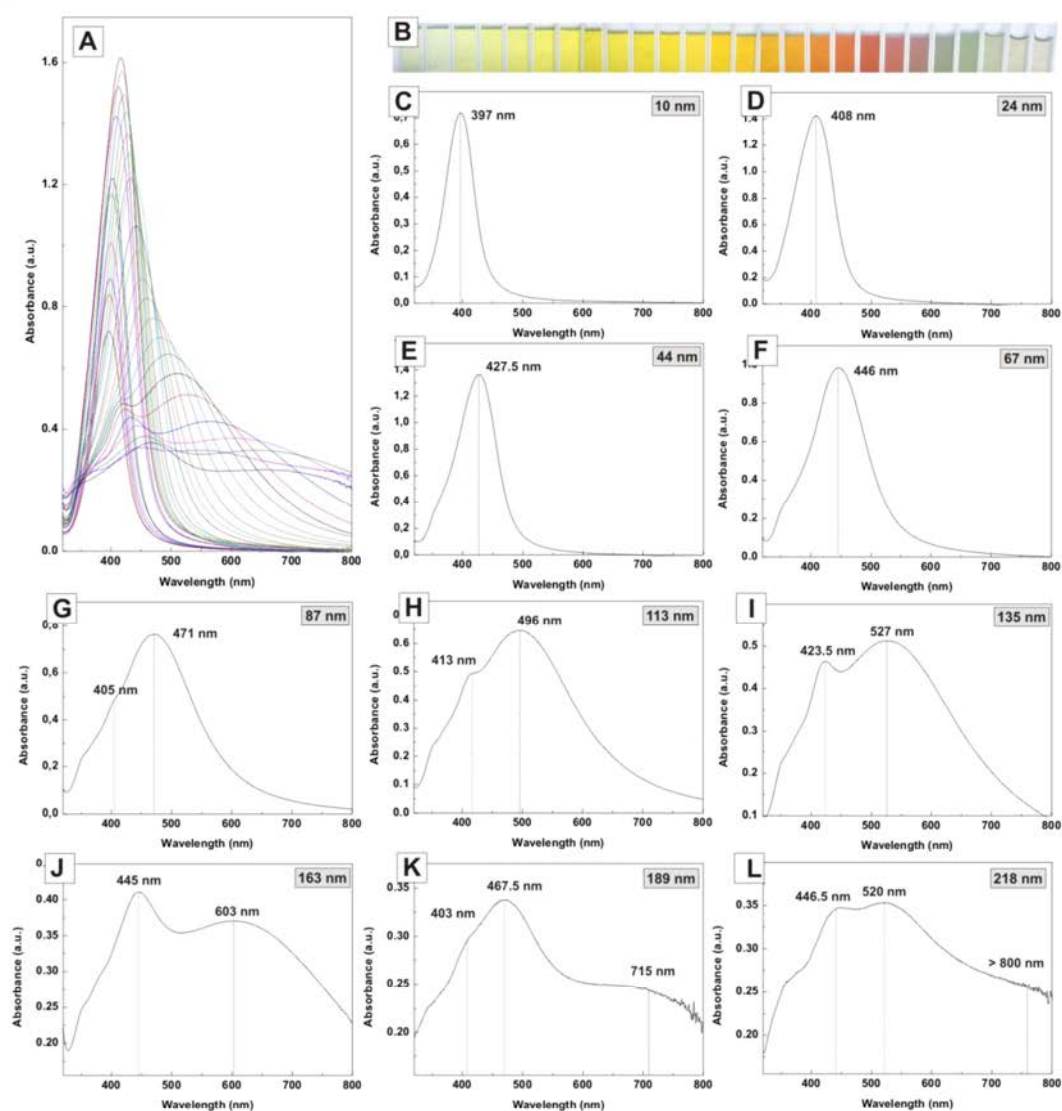 A
B
1.6
1.2
0.8
0.4
0.0
400
500
600
700
800
Absorbance (a.u.)
Wavelength (nm)
C
10 nm
397 nm
0,7
0,6
0,5
0,4
0,3
0,2
0,1
0,0
400
500
600
700
800
Absorbance (a.u.)
Wavelength (nm)
D
24 nm
408 nm
1.4
1.2
1.0
0.8
0.6
0.4
0.2
0.0
400
500
600
700
800
Absorbance (a.u.)
Wavelength (nm)
E
44 nm
427.5 nm
1,4
1,2
1,0
0,8
0,6
0,4
0,2
0,0
400
500
600
700
800
Absorbance (a.u.)
Wavelength (nm)
F
67 nm
446 nm
1.0
0.8
0.6
0.4
0.2
0.0
400
500
600
700
800
Absorbance (a.u.)
Wavelength (nm)
G
87 nm
471 nm
405 nm
0,6
0,4
0,2
0,0
400
500
600
700
800
Absorbance (a.u.)
Wavelength (nm)
H
113 nm
496 nm
413 nm
0.6
0.5
0.4
0.3
0.2
0.1
0.0
400
500
600
700
800
Absorbance (a.u.)
Wavelength (nm)
I
135 nm
527 nm
423.5 nm
0.5
0.4
0.3
0.2
0.1
400
500
600
700
800
Absorbance (a.u.)
Wavelength (nm)
J
163 nm
445 nm
603 nm
0.40
0.35
0.30
0.25
0.20
400
500
600
700
800
Absorbance (a.u.)
Wavelength (nm)
K
189 nm
467.5 nm
403 nm
715 nm
0.35
0.30
0.25
0.20
400
500
600
700
800
Absorbance (a.u.)
Wavelength (nm)
L
218 nm
446.5 nm
520 nm
> 800 nm
0.35
0.30
0.25
0.20
400
500
600
700
800
Absorbance (a.u.)
Wavelength (nm)